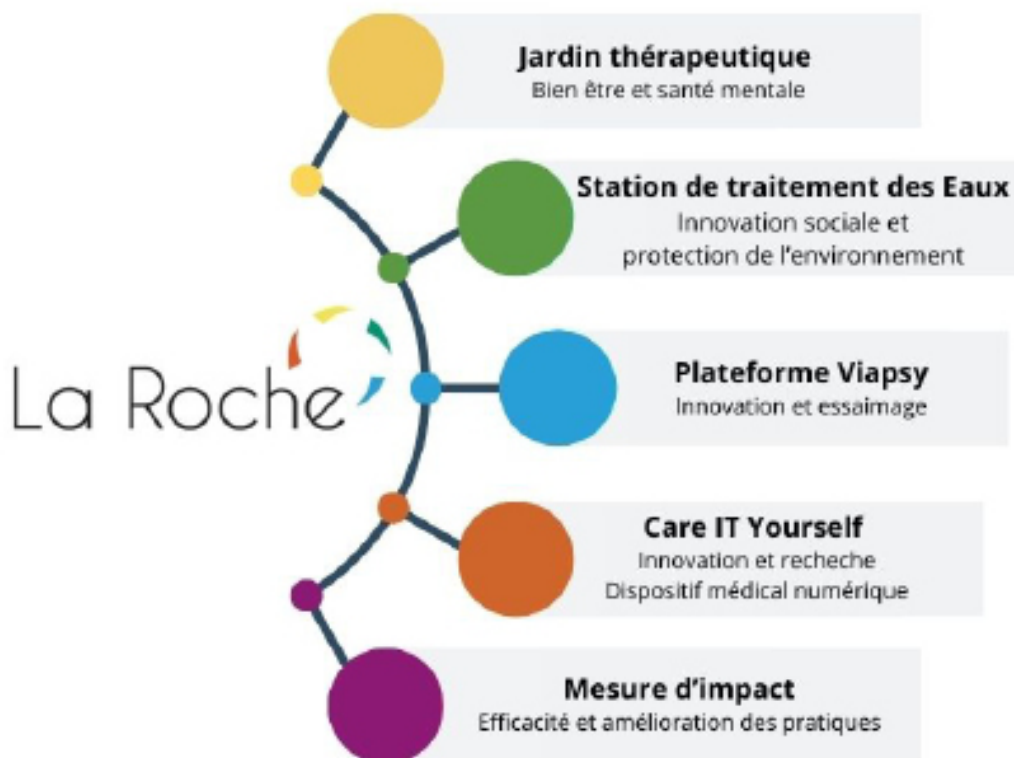 Jardin thérapeutique
Bien être et santé mentale
Station de traitement des Eaux
Innovation sociale et
protection de l'environnement
La Roche
Plateforme Viapsy
Innovation et essaimage
Care IT Yourself
Innovation et recheche
Dispositif médical numérique
Mesure d'impact
Efficacité et amélioration des pratiques